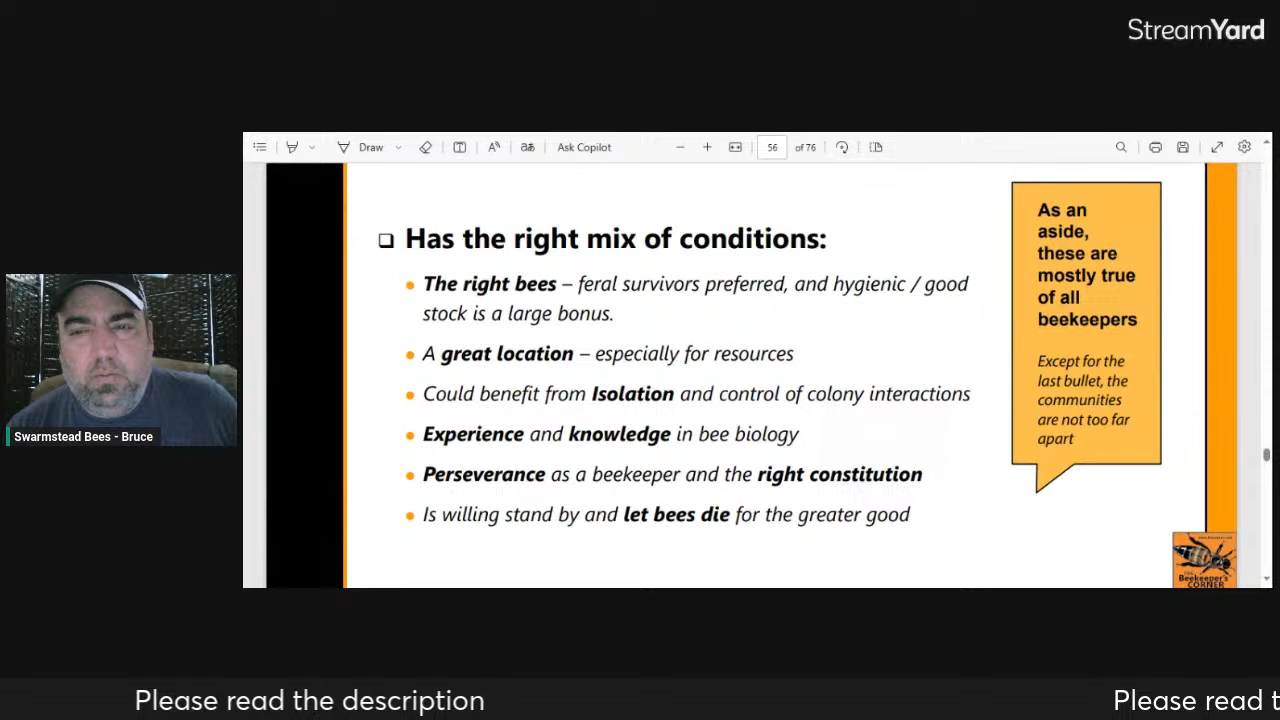 StreamYard
Draw
Ask Copilot
56
of 76
Has the right mix of conditions:
The right bees – feral survivors preferred, and hygienic / good
stock is a large bonus.
A great location – especially for resources
Could benefit from Isolation and control of colony interactions
Experience and knowledge in bee biology
Perseverance as a beekeeper and the right constitution
Is willing stand by and let bees die for the greater good
As an
aside,
these are
mostly true
of all
beekeepers
Except for the
last bullet, the
communities
are not too far
apart
Beekeeper's
CORNER
Swarmstead Bees - Bruce
Please read the description
Please read t